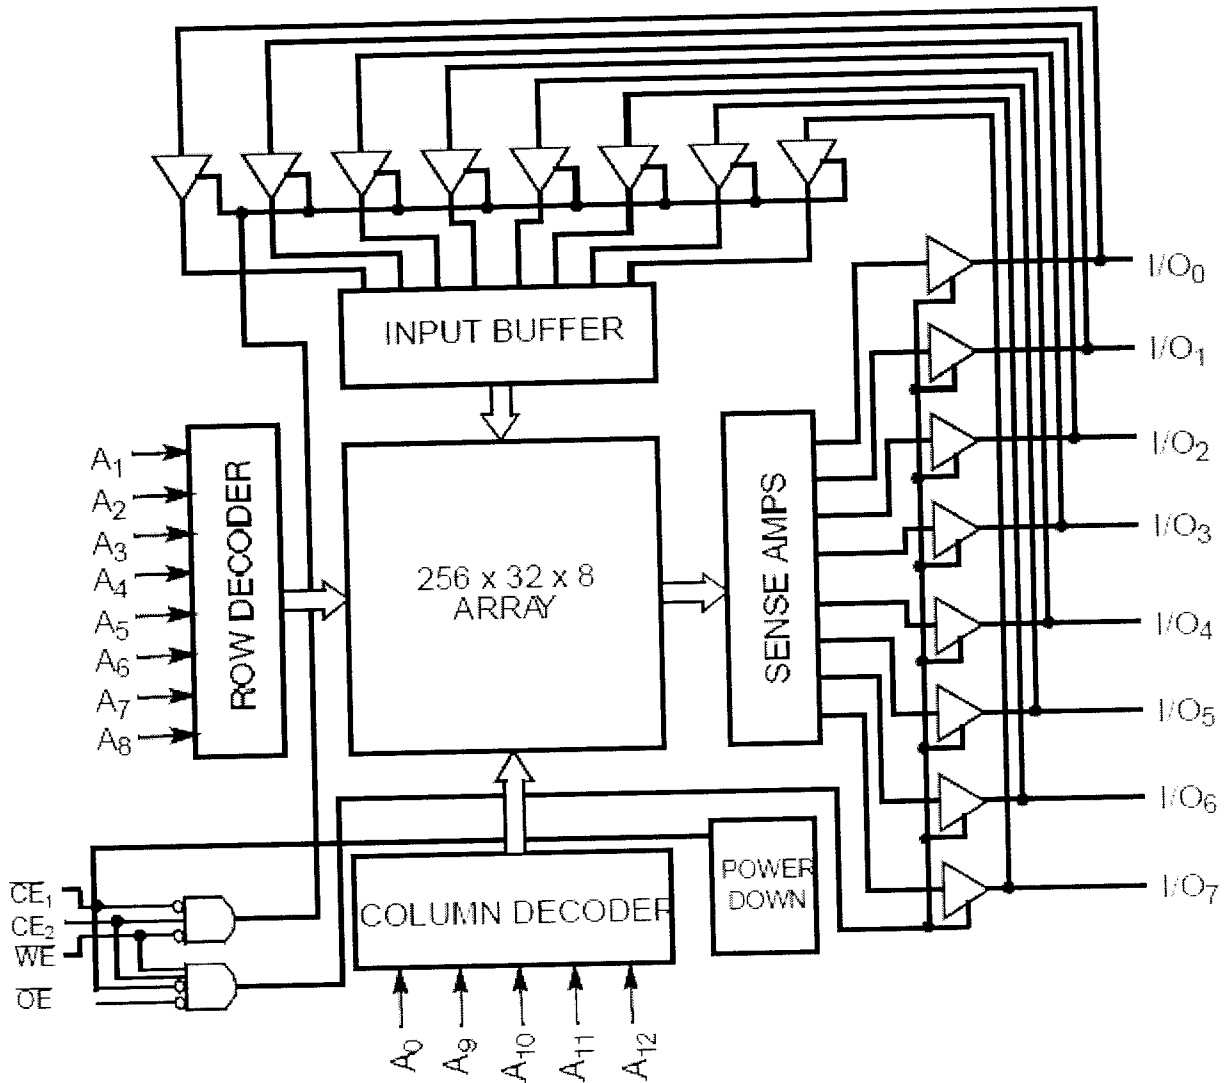 I/O0
INPUT BUFFER
I/O1
I/O2
A1
A2
A3
A4
A5
A6
A7
A8
ROW DECODER
256 x 32 x 8
ARRAY
SENSE AMPS
I/O3
I/O4
I/O5
I/O6
I/O7
POWER
DOWN
COLUMN DECODER
CE1
CE2
WE
OE
A0
A9
A10
A11
A12